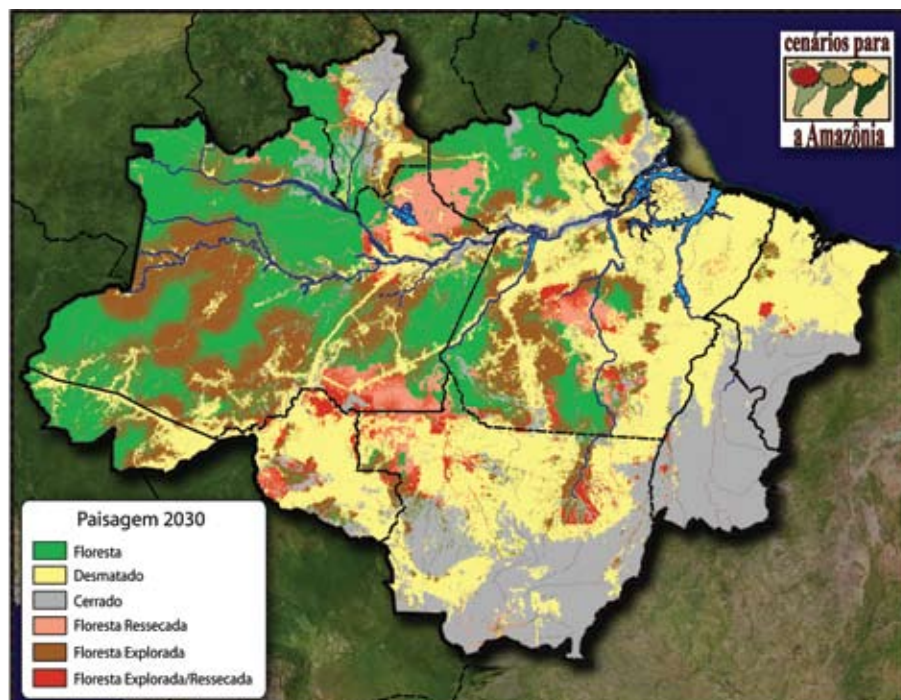 cenários para
a Amazônia
Paisagem 2030
Floresta
Desmatado
Cerrado
Floresta Ressecada
Floresta Explorada
Floresta Explorada/Ressecada